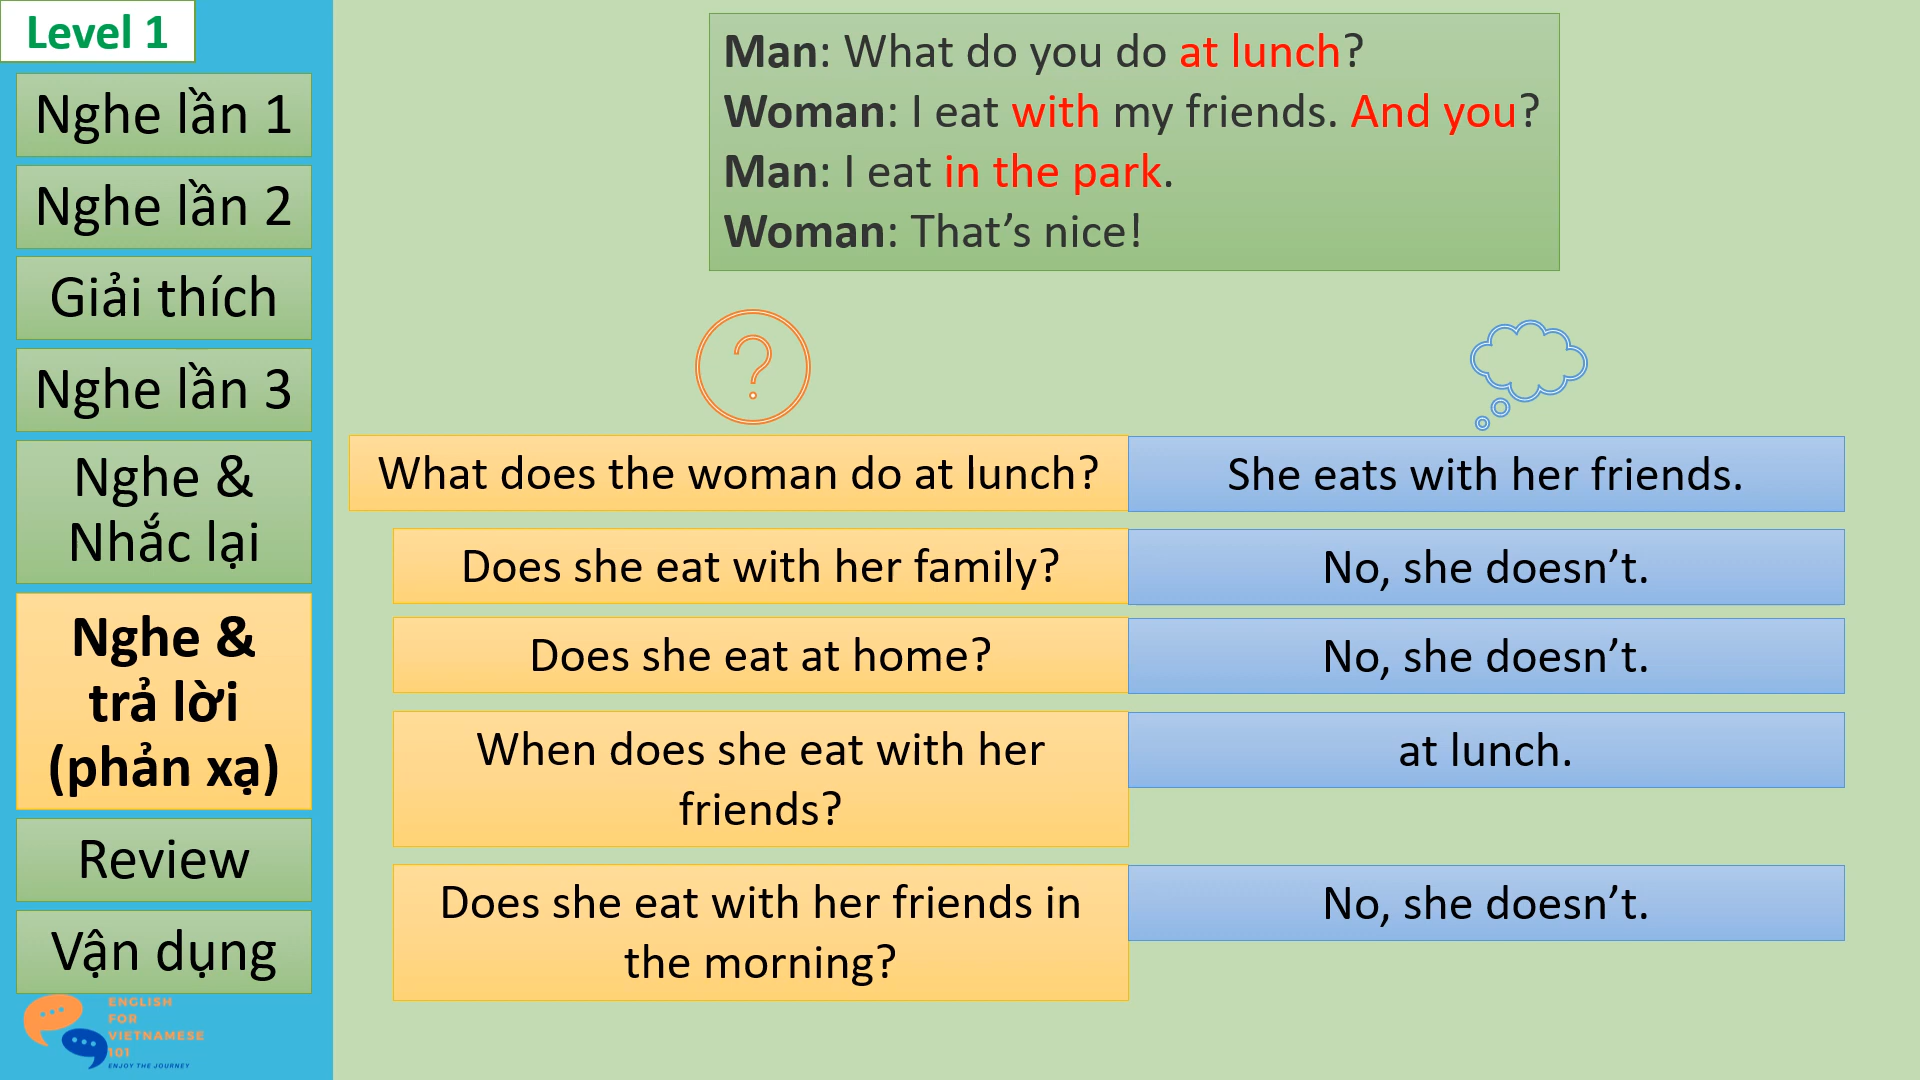 Level 1
Nghe lần 1
Nghe lần 2
Giải thích
Nghe lần 3
Nghe &
Nhắc lại
Nghe &
trả lời
(phản xạ)
Review
Vận dụng
ENGLISH
FOR
VIETNAMESE
101
ENJOY THE JOURNEY
Man: What do you do at lunch?
Woman: I eat with my friends. And you?
Man: I eat in the park.
Woman: That’s nice!
?
What does the woman do at lunch?
She eats with her friends.
Does she eat with her family?
No, she doesn’t.
Does she eat at home?
No, she doesn’t.
When does she eat with her
friends?
at lunch.
Does she eat with her friends in
the morning?
No, she doesn’t.